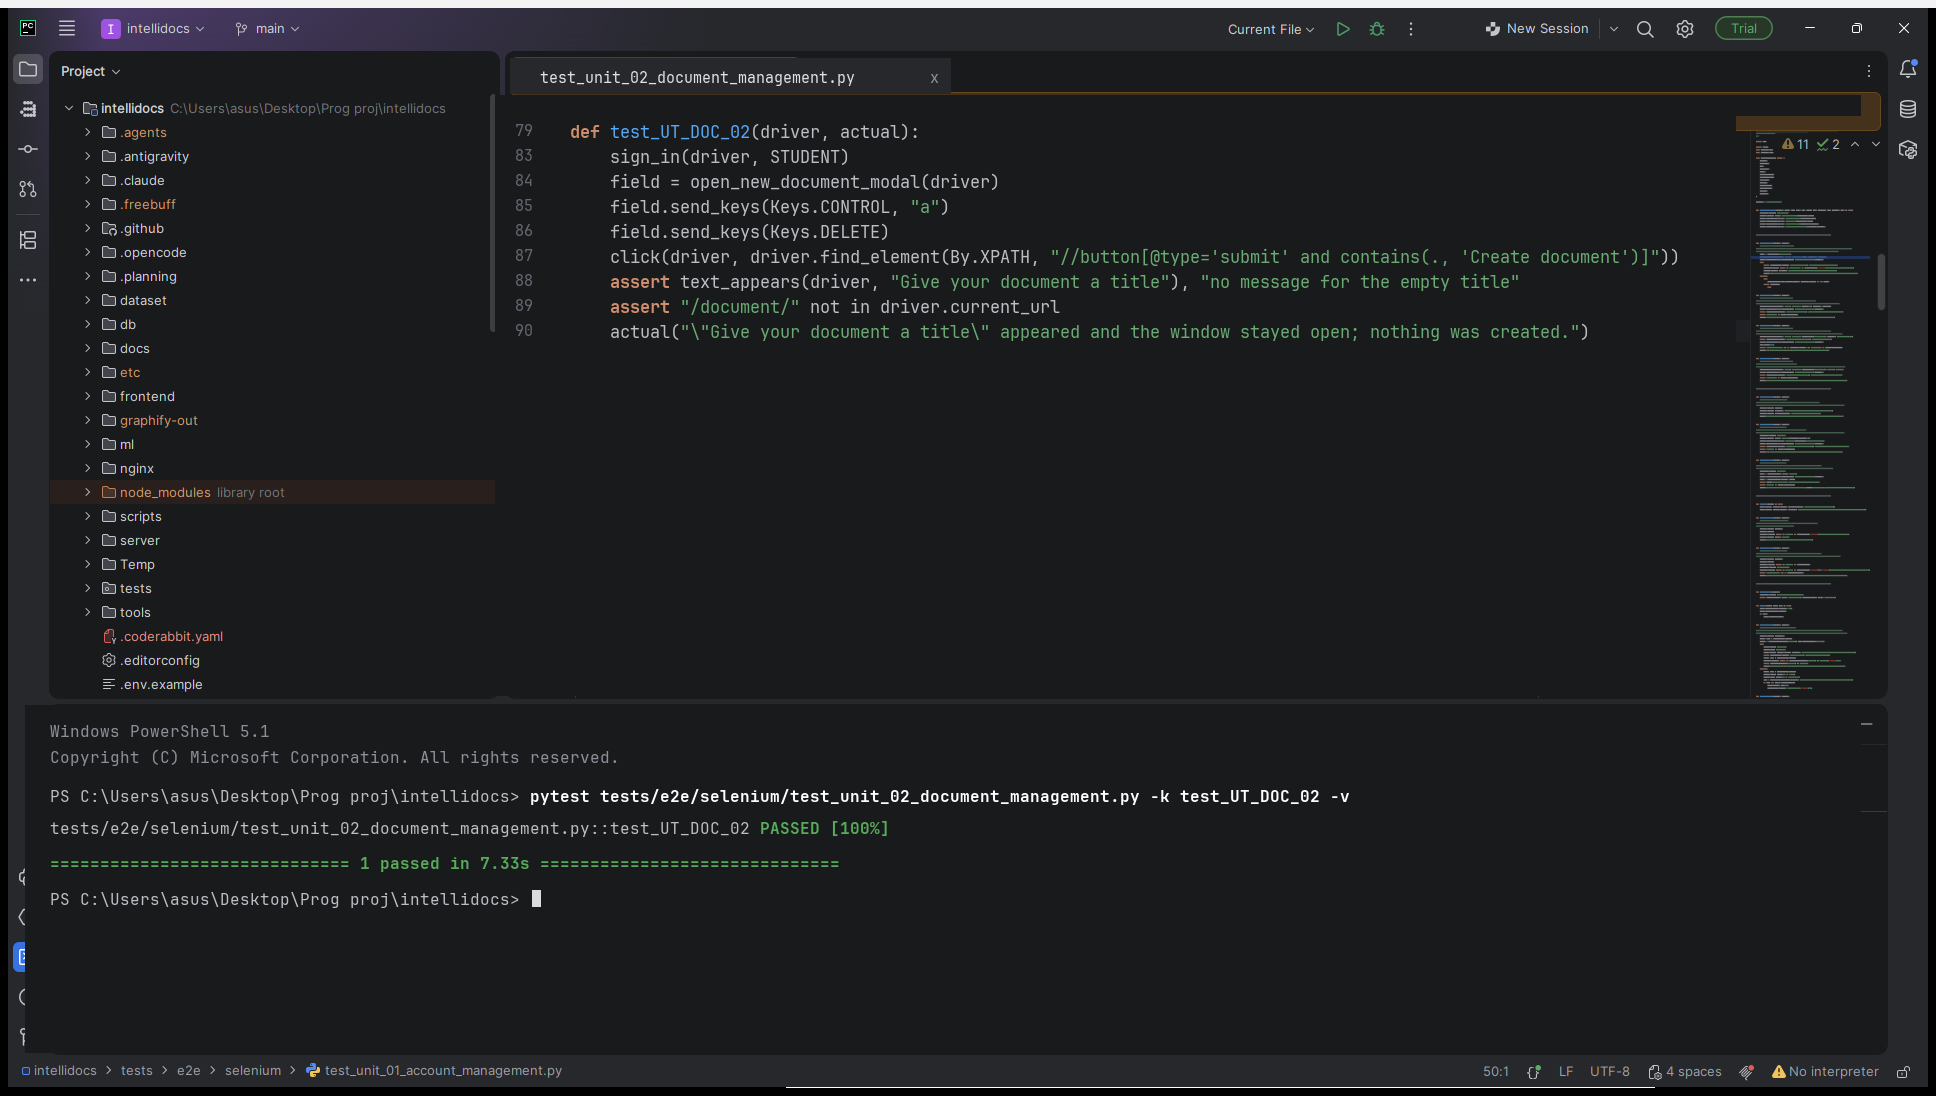 PC I intellidocs main Current File New Session Trial
Project
intellidocs C:\Users\asus\Desktop\Prog proj\intellidocs
.agents
.antigravity
.claude
.freebuff
.github
.opencode
.planning
dataset
db
docs
etc
frontend
graphify-out
ml
nginx
node_modules library root
scripts
server
Temp
tests
tools
.coderabbit.yaml
.editorconfig
.env.example
test_unit_02_document_management.py x
11 2
79 def test_UT_DOC_02(driver, actual):
83 sign_in(driver, STUDENT)
84 field = open_new_document_modal(driver)
85 field.send_keys(Keys.CONTROL, "a")
86 field.send_keys(Keys.DELETE)
87 click(driver, driver.find_element(By.XPATH, "//button[@type='submit' and contains(., 'Create document')]"))
88 assert text_appears(driver, "Give your document a title"), "no message for the empty title"
89 assert "/document/" not in driver.current_url
90 actual("\"Give your document a title\" appeared and the window stayed open; nothing was created.")
Windows PowerShell 5.1
Copyright (C) Microsoft Corporation. All rights reserved.
PS C:\Users\asus\Desktop\Prog proj\intellidocs> pytest tests/e2e/selenium/test_unit_02_document_management.py -k test_UT_DOC_02 -v
tests/e2e/selenium/test_unit_02_document_management.py::test_UT_DOC_02 PASSED [100%]
============================== 1 passed in 7.33s ==============================
PS C:\Users\asus\Desktop\Prog proj\intellidocs>
intellidocs > tests > e2e > selenium > test_unit_01_account_management.py 50:1 LF UTF-8 4 spaces No interpreter